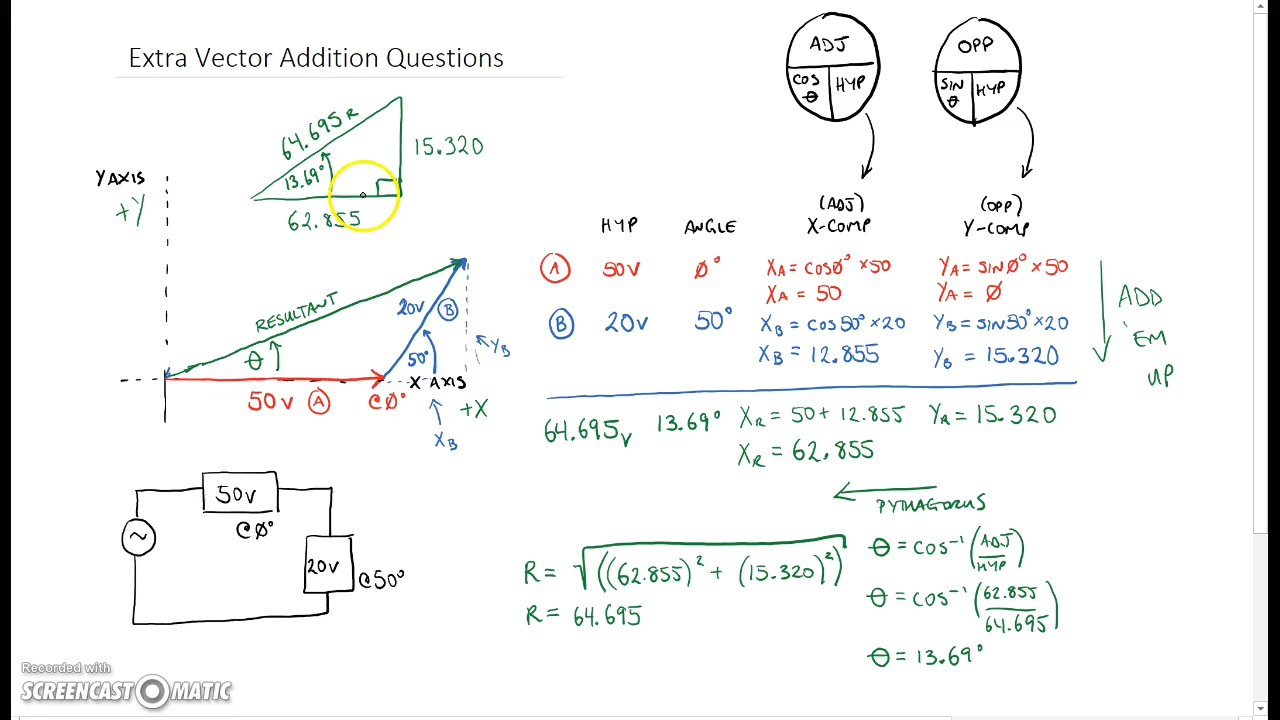 Extra Vector Addition Questions
ADJ
COS θ HYP
OPP
SIN θ HYP
64.695 R
13.69°
15.320
62.855
Y AXIS
+Y
RESULTANT
θ
20v B
50°
Y_B
X AXIS
50v A
@0°
+X
X_B
HYP ANGLE (ADJ) X-COMP (OPP) Y-COMP
A 50v 0° X_A = COS0° ×50 Y_A = SIN0° ×50
X_A = 50 Y_A = 0
B 20v 50° X_B = COS50° ×20 Y_B = SIN50° ×20
X_B = 12.855 Y_B = 15.320
ADD
'EM
UP
64.695v 13.69° X_R = 50+ 12.855 Y_R = 15.320
X_R = 62.855
PYTHAGORUS
R = √((62.855)² + (15.320)²)
R = 64.695
θ = COS⁻¹ (ADJ/HYP)
θ = COS⁻¹ (62.855/64.695)
θ = 13.69°
50v
@0°
~
20v
@50°
Recorded with
SCREENCAST-O-MATIC